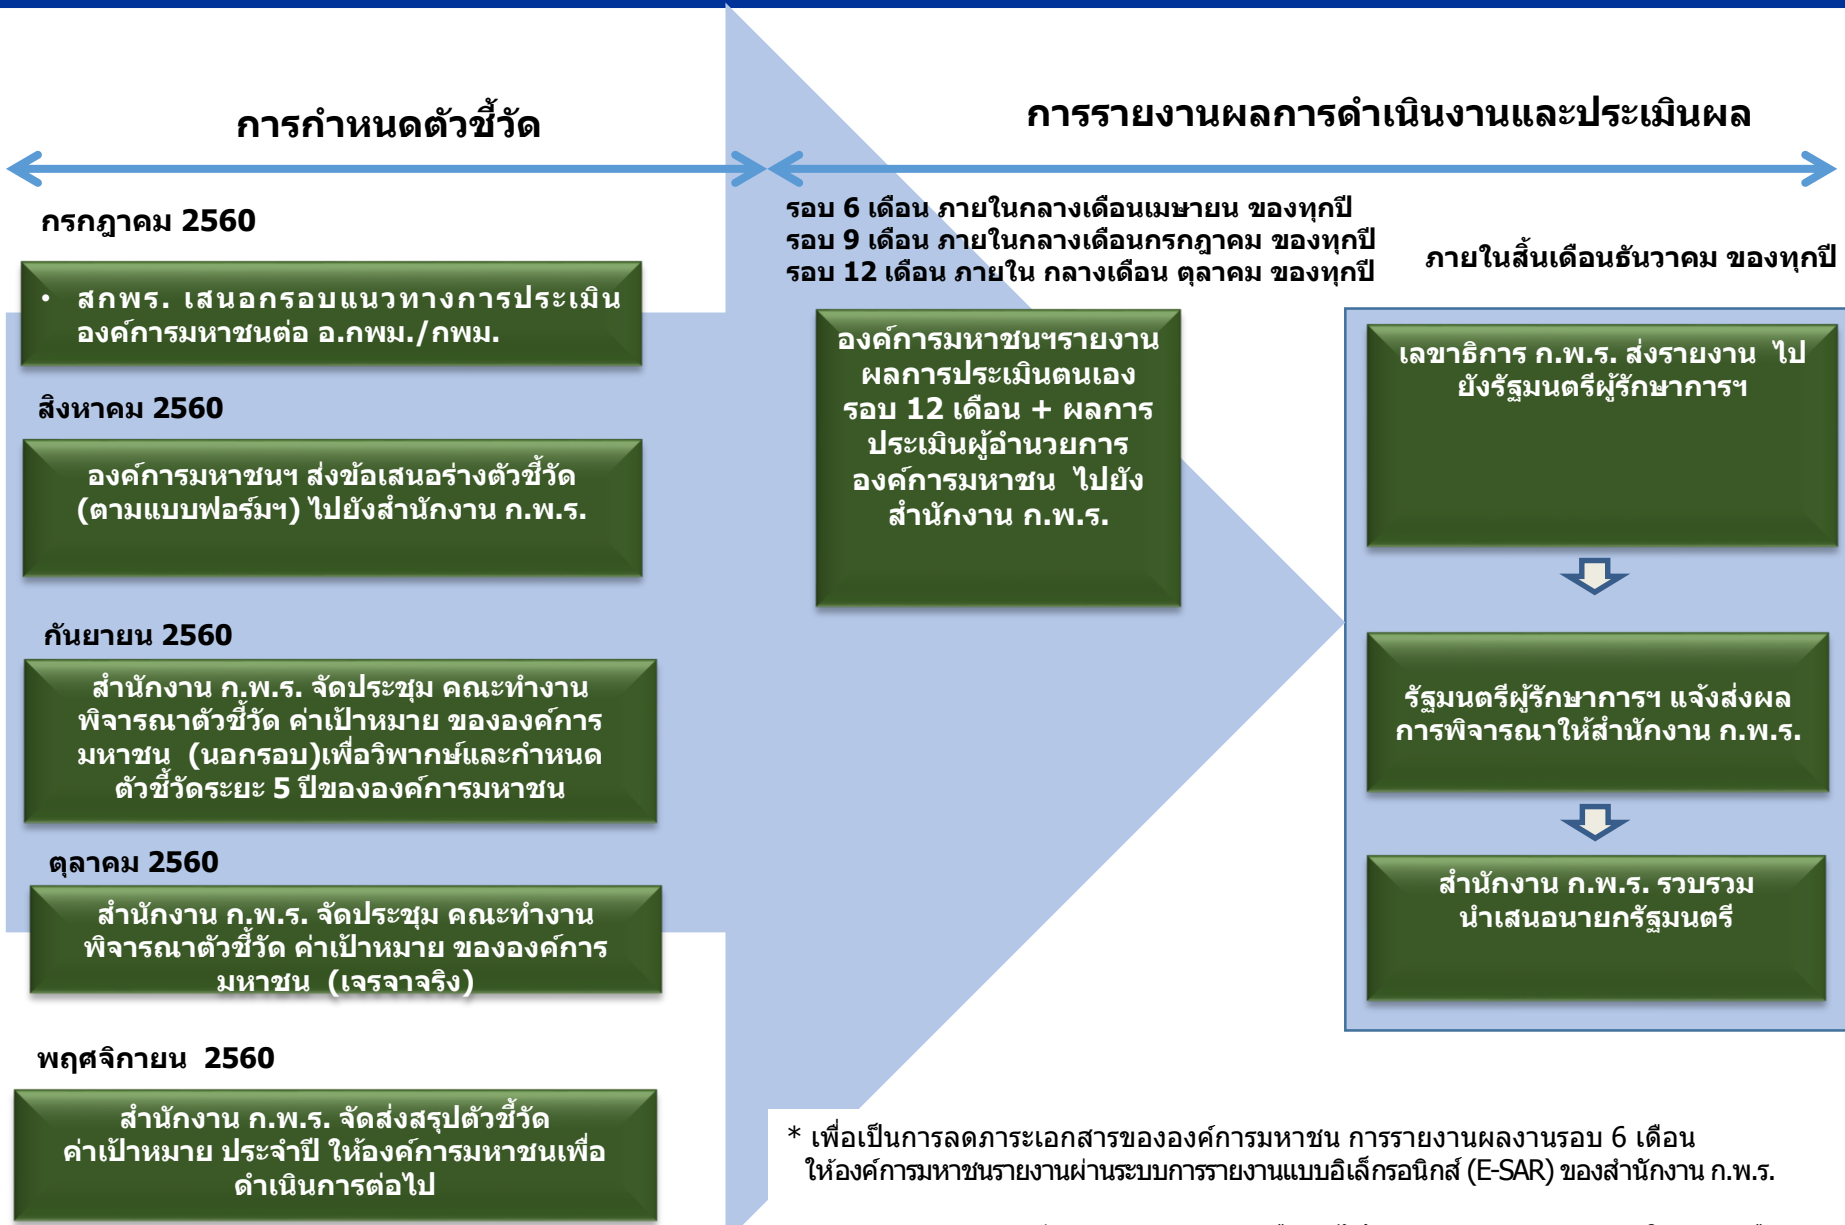 การกำหนดตัวชี้วัด
กรกฎาคม 2560
• สกพร. เสนอกรอบแนวทางการประเมิน
องค์การมหาชนต่อ อ.กพม./กพม.
สิงหาคม 2560
องค์การมหาชนฯ ส่งข้อเสนอร่างตัวชี้วัด
(ตามแบบฟอร์มฯ) ไปยังสำนักงาน ก.พ.ร.
กันยายน 2560
สำนักงาน ก.พ.ร. จัดประชุม คณะทำงาน
พิจารณาตัวชี้วัด ค่าเป้าหมาย ขององค์การ
มหาชน (นอกรอบ)เพื่อวิพากษ์และกำหนด
ตัวชี้วัดระยะ 5 ปีขององค์การมหาชน
ตุลาคม 2560
สำนักงาน ก.พ.ร. จัดประชุม คณะทำงาน
พิจารณาตัวชี้วัด ค่าเป้าหมาย ขององค์การ
มหาชน (เจรจาจริง)
พฤศจิกายน 2560
สำนักงาน ก.พ.ร. จัดส่งสรุปตัวชี้วัด
ค่าเป้าหมาย ประจำปี ให้องค์การมหาชนเพื่อ
ดำเนินการต่อไป
การรายงานผลการดำเนินงานและประเมินผล
รอบ 6 เดือน ภายในกลางเดือนเมษายน ของทุกปี
รอบ 9 เดือน ภายในกลางเดือนกรกฎาคม ของทุกปี
รอบ 12 เดือน ภายใน กลางเดือน ตุลาคม ของทุกปี
องค์การมหาชนฯรายงาน
ผลการประเมินตนเอง
รอบ 12 เดือน + ผลการ
ประเมินผู้อำนวยการ
องค์การมหาชน ไปยัง
สำนักงาน ก.พ.ร.
ภายในสิ้นเดือนธันวาคม ของทุกปี
เลขาธิการ ก.พ.ร. ส่งรายงาน ไป
ยังรัฐมนตรีผู้รักษาการฯ
รัฐมนตรีผู้รักษาการฯ แจ้งส่งผล
การพิจารณาให้สำนักงาน ก.พ.ร.
สำนักงาน ก.พ.ร. รวบรวม
นำเสนอนายกรัฐมนตรี
* เพื่อเป็นการลดภาระเอกสารขององค์การมหาชน การรายงานผลงานรอบ 6 เดือน
ให้องค์การมหาชนรายงานผ่านระบบการรายงานแบบอิเล็กรอนิกส์ (E-SAR) ของสำนักงาน ก.พ.ร.